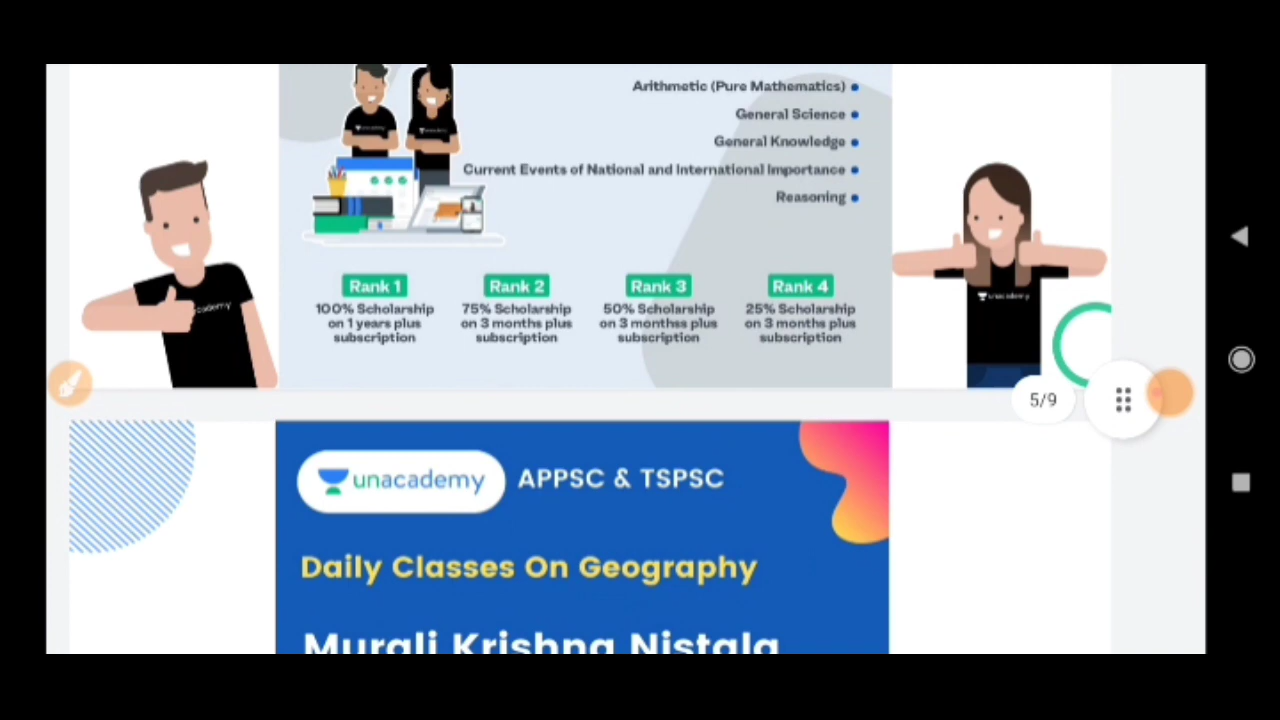 Arithmetic (Pure Mathematics)
General Science
General Knowledge
Current Events of National and International Importance
Reasoning
Rank 1
100% Scholarship
on 1 years plus
subscription
Rank 2
75% Scholarship
on 3 months plus
subscription
Rank 3
50% Scholarship
on 3 monthss plus
subscription
Rank 4
25% Scholarship
on 3 months plus
subscription
cademy
unacademy
5/9
unacademy APPSC & TSPSC
Daily Classes On Geography
Murali Krishna Nistala